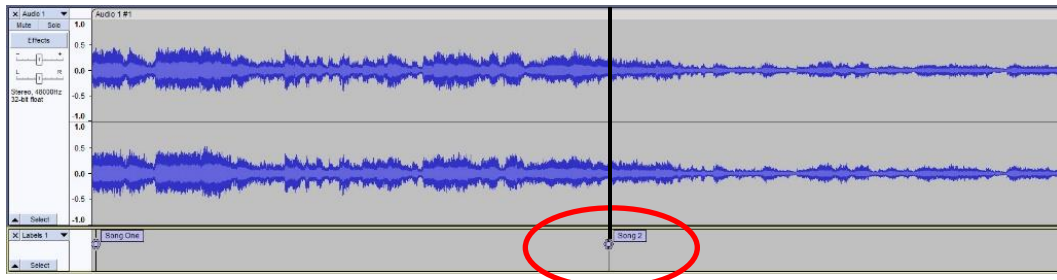 Audio 1
Audio 1 #1
Mute Solo
Effects
- +
L R
Stereo, 48000Hz
32-bit float
Select
1.0
0.5
0.0
-0.5
-1.0
1.0
0.5
0.0
-0.5
-1.0
Labels 1
Song One
Song 2
Select